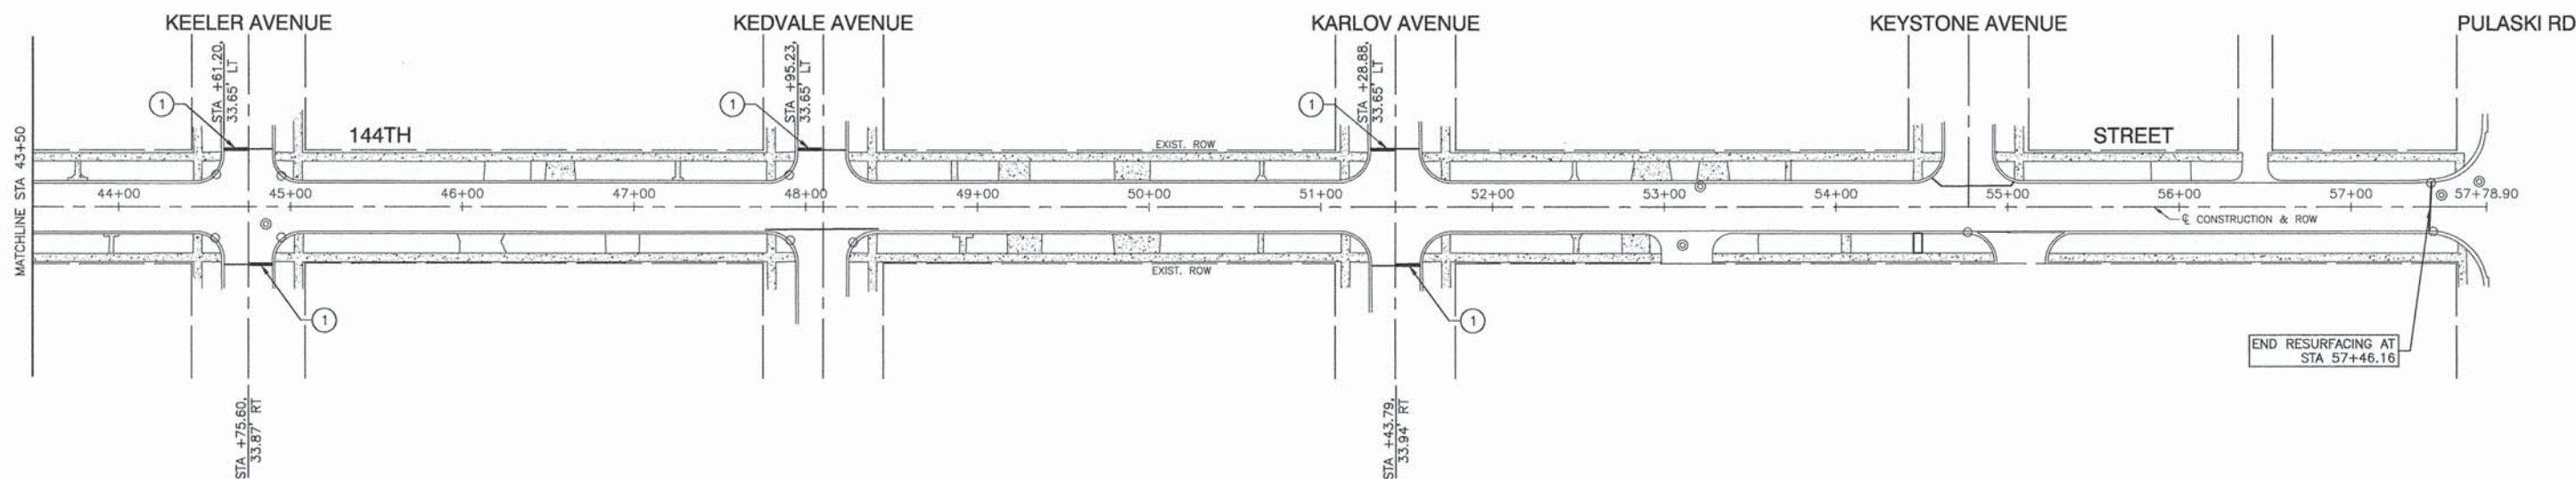 KEELER AVENUE
KEDVALE AVENUE
KARLOV AVENUE
KEYSTONE AVENUE
PULASKI RD
STA +61.20,
33.65' LT
STA +95.23,
33.65' LT
STA +28.88,
33.65' LT
1
1
1
144TH
STREET
EXIST. ROW
MATCHLINE STA 43+50
44+00
45+00
46+00
47+00
48+00
49+00
50+00
51+00
52+00
53+00
54+00
55+00
56+00
57+00
57+78.90
℄ CONSTRUCTION & ROW
EXIST. ROW
1
1
END RESURFACING AT
STA 57+46.16
STA +75.60,
33.87' RT
STA +43.79,
33.94' RT